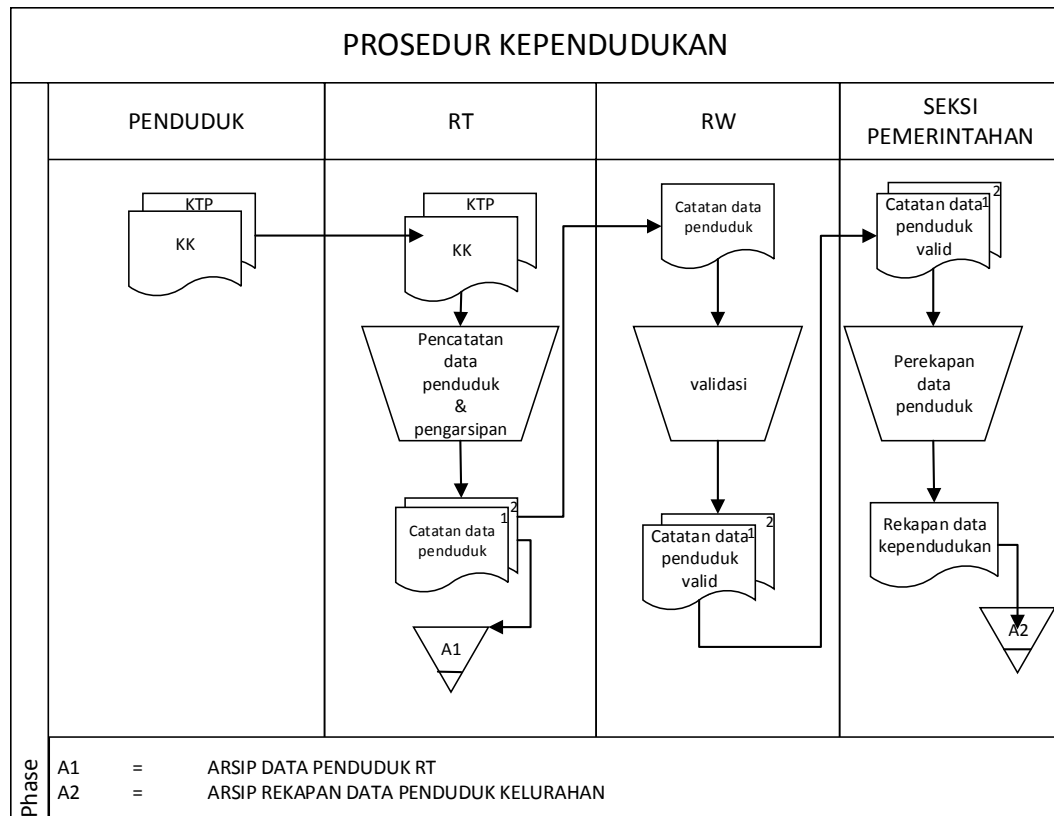 PROSEDUR KEPENDUDUKAN
PENDUDUK
RT
RW
SEKSI
PEMERINTAHAN
KTP
KK
KTP
KK
Pencatatan
data
penduduk
&
pengarsipan
2
1
Catatan data
penduduk
A1
Catatan data
penduduk
validasi
2
Catatan data 1
penduduk
valid
2
Catatan data 1
penduduk
valid
Perekapan
data
penduduk
Rekapan data
kependudukan
A2
Phase
A1 = ARSIP DATA PENDUDUK RT
A2 = ARSIP REKAPAN DATA PENDUDUK KELURAHAN